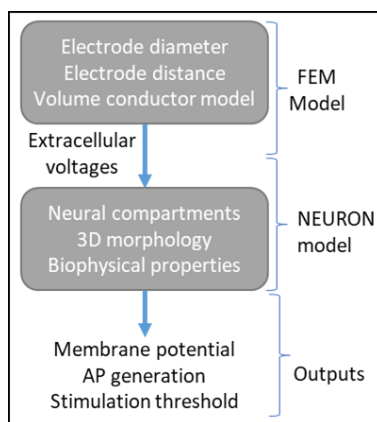 Electrode diameter
Electrode distance
Volume conductor model
FEM
Model
Extracellular
voltages
Neural compartments
3D morphology
Biophysical properties
NEURON
model
Membrane potential
AP generation
Stimulation threshold
Outputs